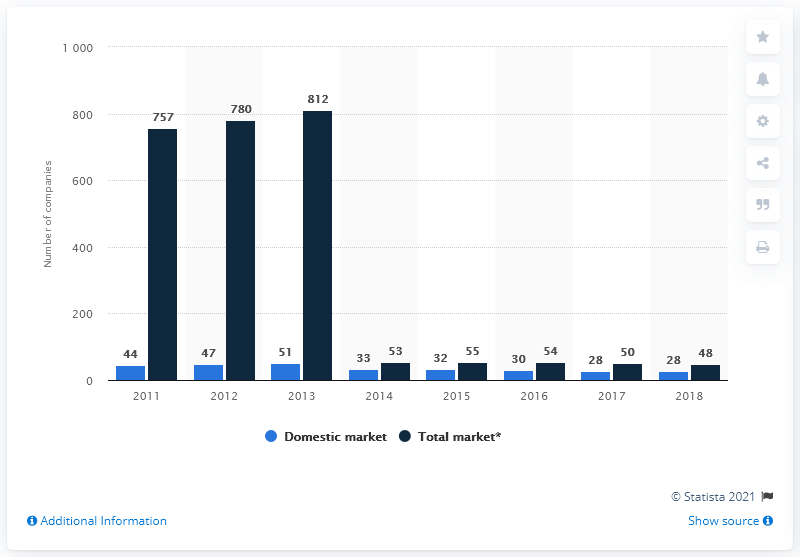 Number of companies
1 000
800
600
400
200
0
44 757
47 780
51 812
33 53
32 55
30 54
28 50
28 48
2011 2012 2013 2014 2015 2016 2017 2018
Domestic market Total market*
© Statista 2021
Additional Information Show source